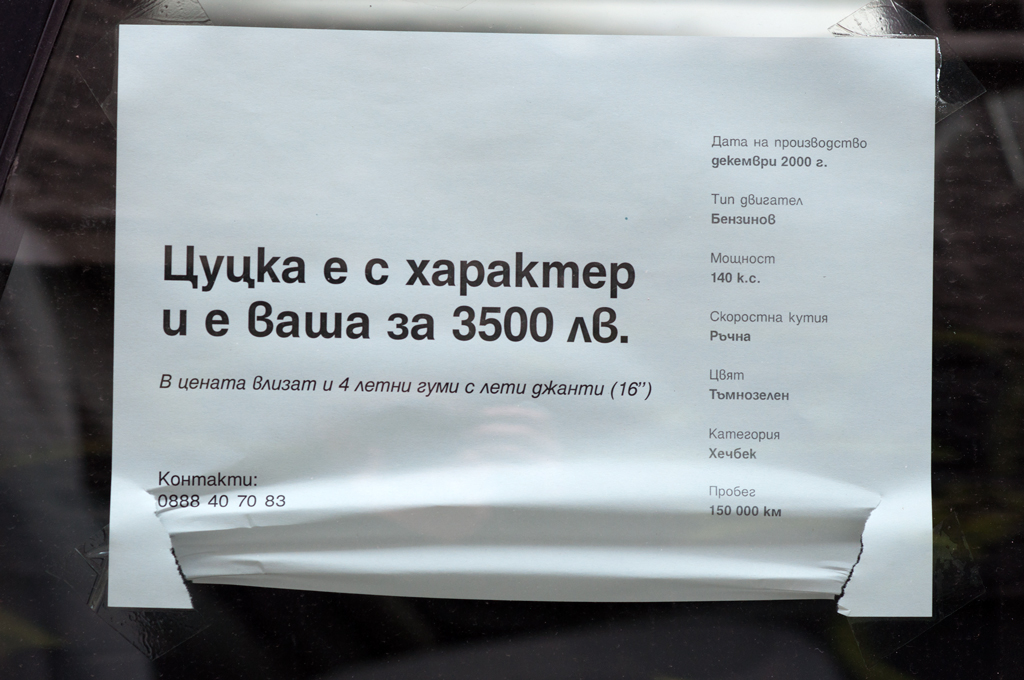 Цуцка е с характер
и е ваша за 3500 лв.
В цената влизат и 4 летни гуми с лети джанти (16’’)
Контакти:
0888 40 70 83
Дата на производство
декември 2000 г.
Тип двигател
Бензинов
Мощност
140 к.с.
Скоростна кутия
Ръчна
Цвят
Тъмнозелен
Категория
Хечбек
Пробег
150 000 км